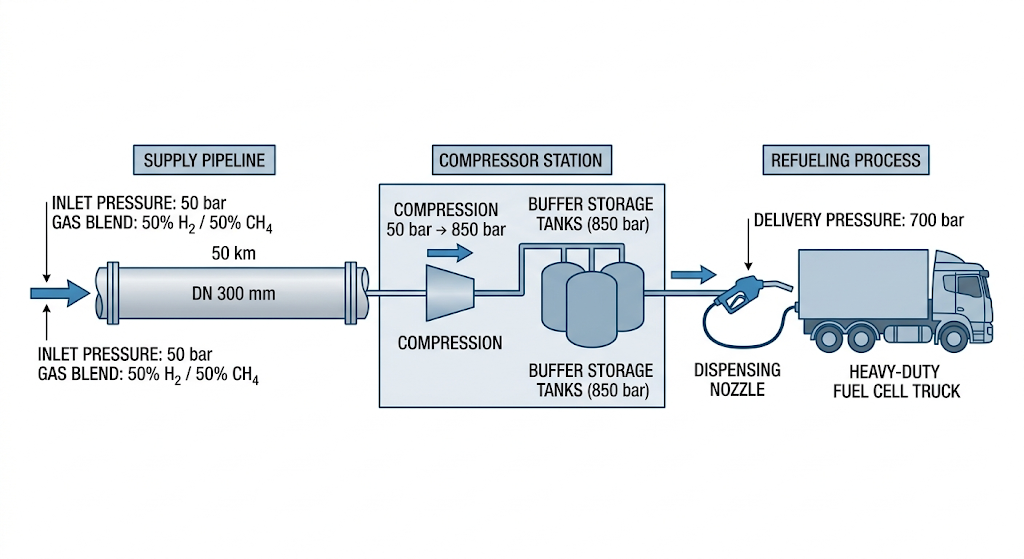 SUPPLY PIPELINE
INLET PRESSURE: 50 bar
GAS BLEND: 50% H₂ / 50% CH₄
50 km
DN 300 mm
INLET PRESSURE: 50 bar
GAS BLEND: 50% H₂ / 50% CH₄
COMPRESSOR STATION
COMPRESSION
50 bar → 850 bar
BUFFER STORAGE
TANKS (850 bar)
COMPRESSION
BUFFER STORAGE
TANKS (850 bar)
REFUELING PROCESS
DELIVERY PRESSURE: 700 bar
DISPENSING
NOZZLE
HEAVY-DUTY
FUEL CELL TRUCK